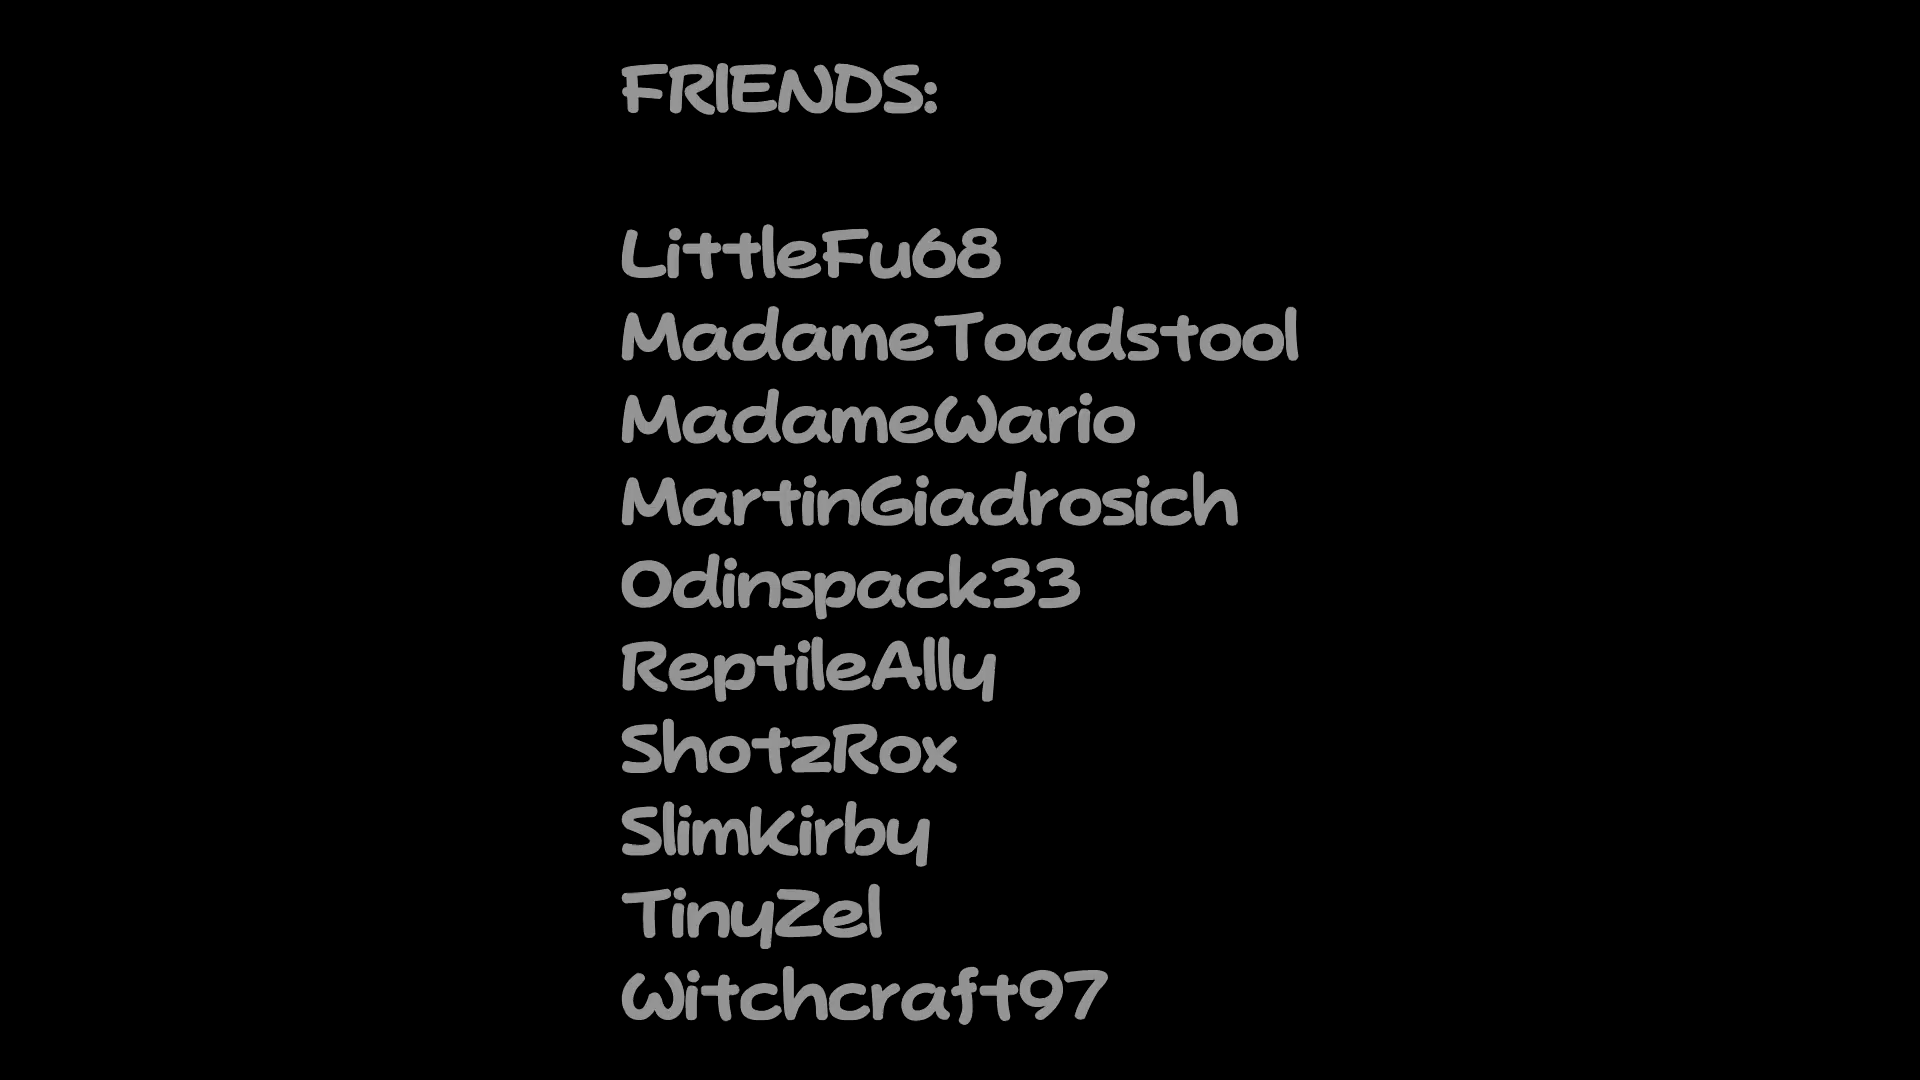 FRIENDS:
LittleFu68
MadameToadstool
MadameWario
MartinGiadrosich
Odinspack33
ReptileAlly
ShotzRox
SlimKirby
TinyZel
Witchcraft97